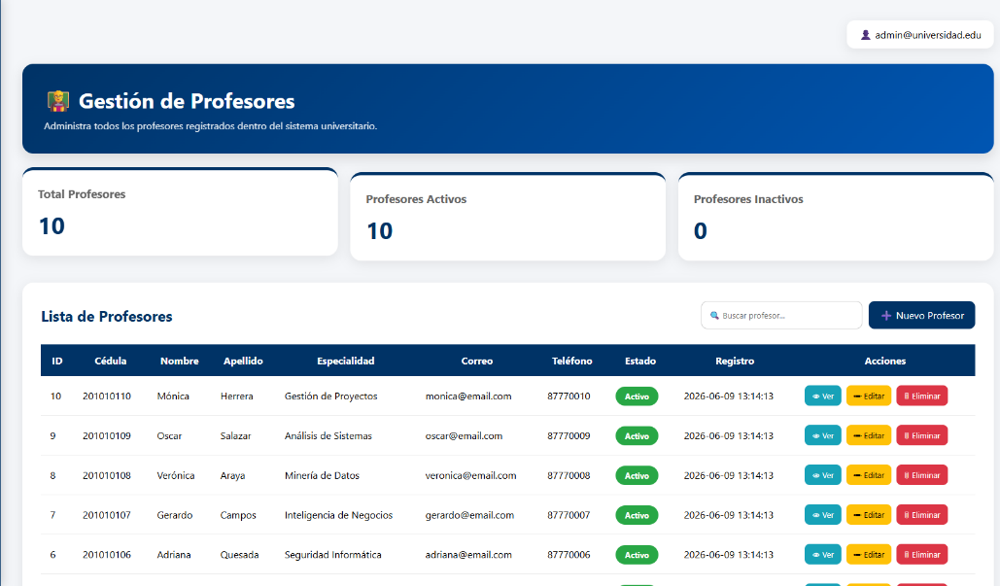 admin@universidad.edu
Gestión de Profesores
Administra todos los profesores registrados dentro del sistema universitario.
Total Profesores
10
Profesores Activos
10
Profesores Inactivos
0
Lista de Profesores
Buscar profesor...
Nuevo Profesor
ID Cédula Nombre Apellido Especialidad Correo Teléfono Estado Registro Acciones
10 201010110 Mónica Herrera Gestión de Proyectos monica@email.com 87770010 Activo 2026-06-09 13:14:13 Ver Editar Eliminar
9 201010109 Oscar Salazar Análisis de Sistemas oscar@email.com 87770009 Activo 2026-06-09 13:14:13 Ver Editar Eliminar
8 201010108 Verónica Araya Minería de Datos veronica@email.com 87770008 Activo 2026-06-09 13:14:13 Ver Editar Eliminar
7 201010107 Gerardo Campos Inteligencia de Negocios gerardo@email.com 87770007 Activo 2026-06-09 13:14:13 Ver Editar Eliminar
6 201010106 Adriana Quesada Seguridad Informática adriana@email.com 87770006 Activo 2026-06-09 13:14:13 Ver Editar Eliminar